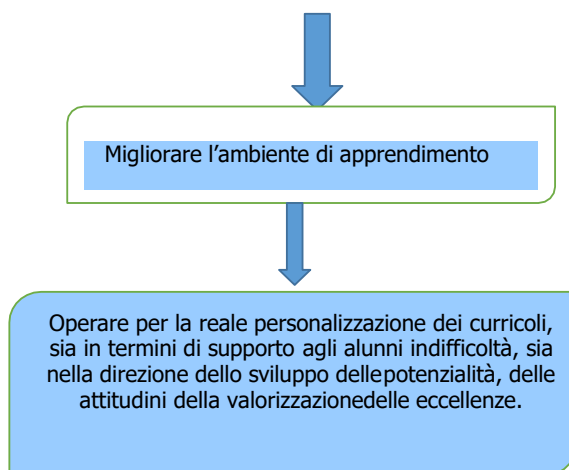 Migliorare l’ambiente di apprendimento
Operare per la reale personalizzazione dei curricoli,
sia in termini di supporto agli alunni indifficoltà, sia
nella direzione dello sviluppo dellepotenzialità, delle
attitudini della valorizzazionedelle eccellenze.